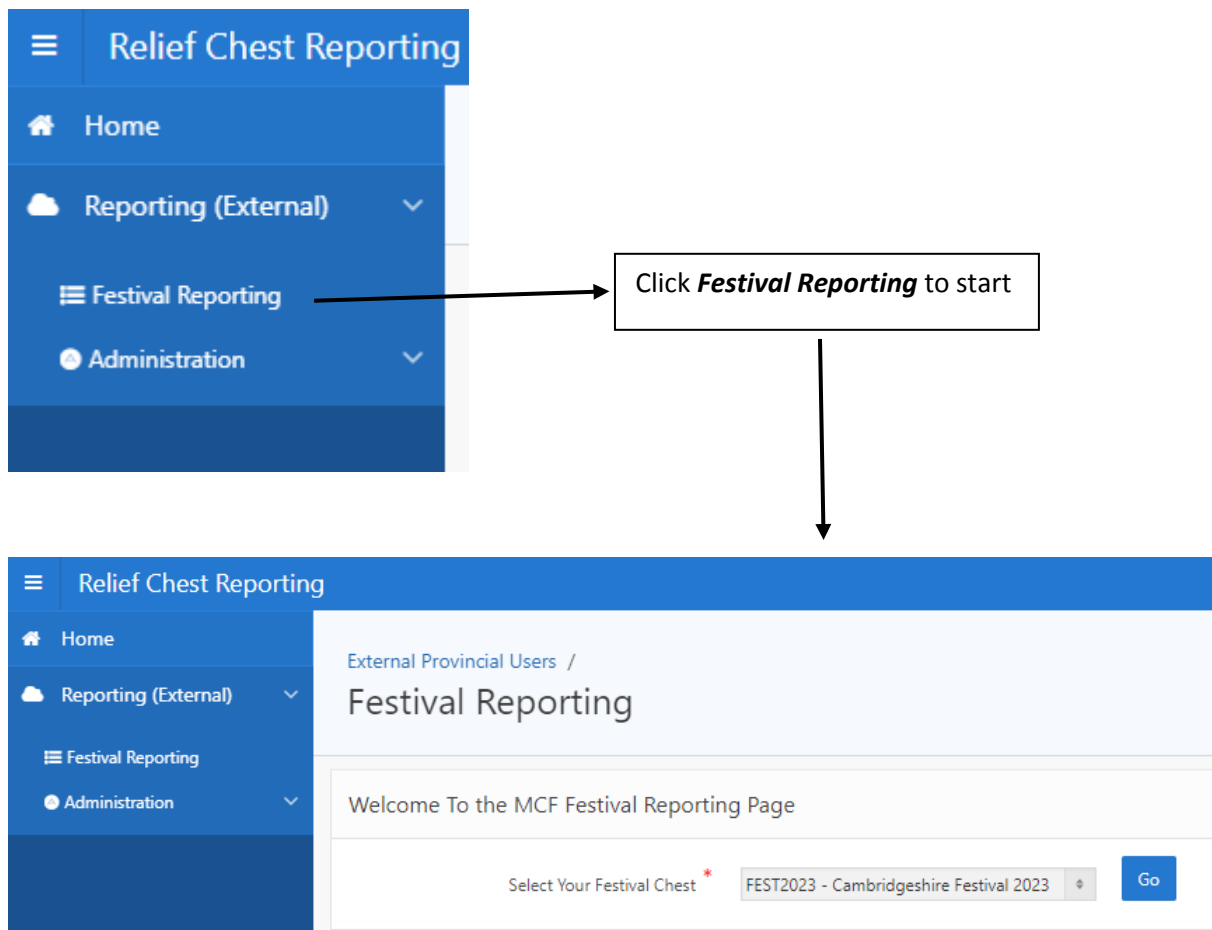 Relief Chest Reporting
Home
Reporting (External)
Festival Reporting
Administration
Click Festival Reporting to start
Relief Chest Reporting
Home
Reporting (External)
Festival Reporting
Administration
External Provincial Users /
Festival Reporting
Welcome To the MCF Festival Reporting Page
Select Your Festival Chest * FEST2023 - Cambridgeshire Festival 2023 Go